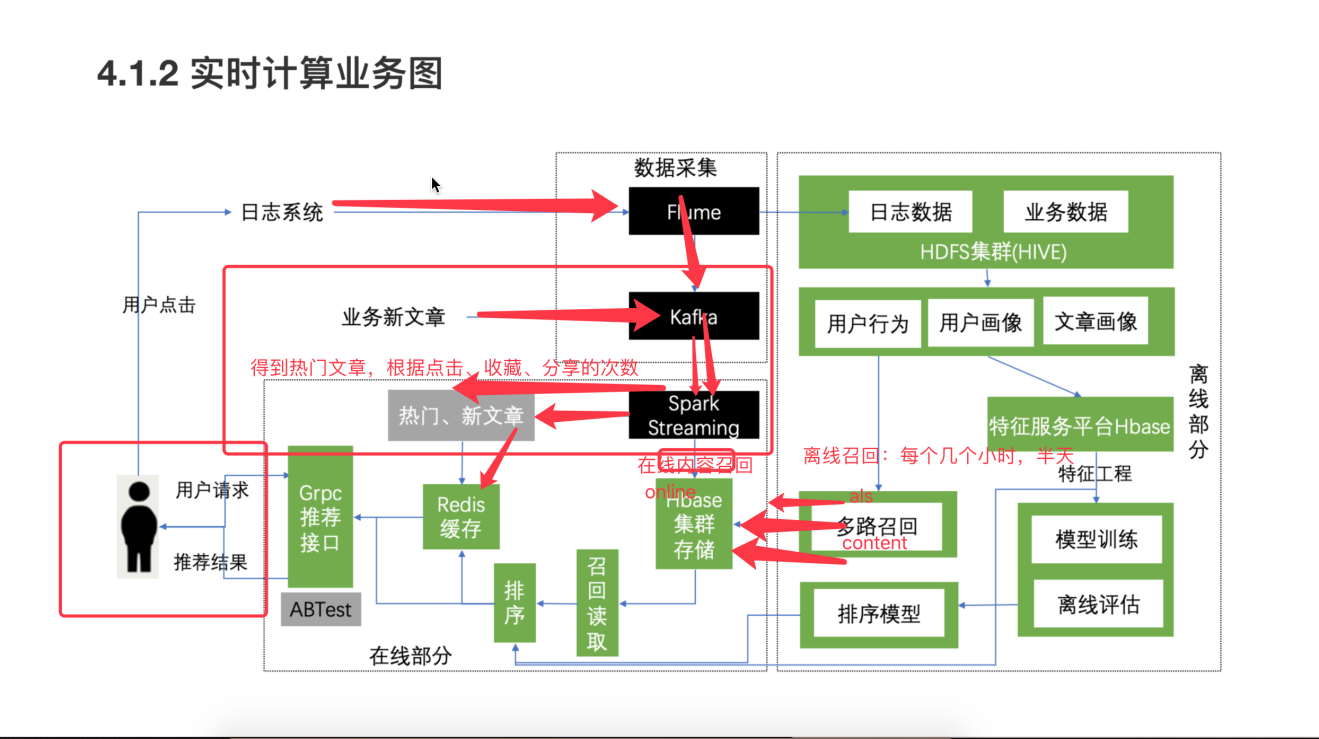 4.1.2 实时计算业务图
数据采集
日志系统
Flume
日志数据
业务数据
HDFS集群(HIVE)
用户点击
业务新文章
Kafka
用户行为
用户画像
文章画像
得到热门文章，根据点击、收藏、分享的次数
热门、新文章
Spark
Streaming
特征服务平台Hbase
离线部分
在线内容召回
离线召回：每个几个小时，半天
特征工程
用户请求
推荐结果
Grpc
推荐
接口
ABTest
Redis
缓存
online
Hbase
集群
存储
als
多路召回
content
模型训练
离线评估
排序
召回读取
排序模型
在线部分